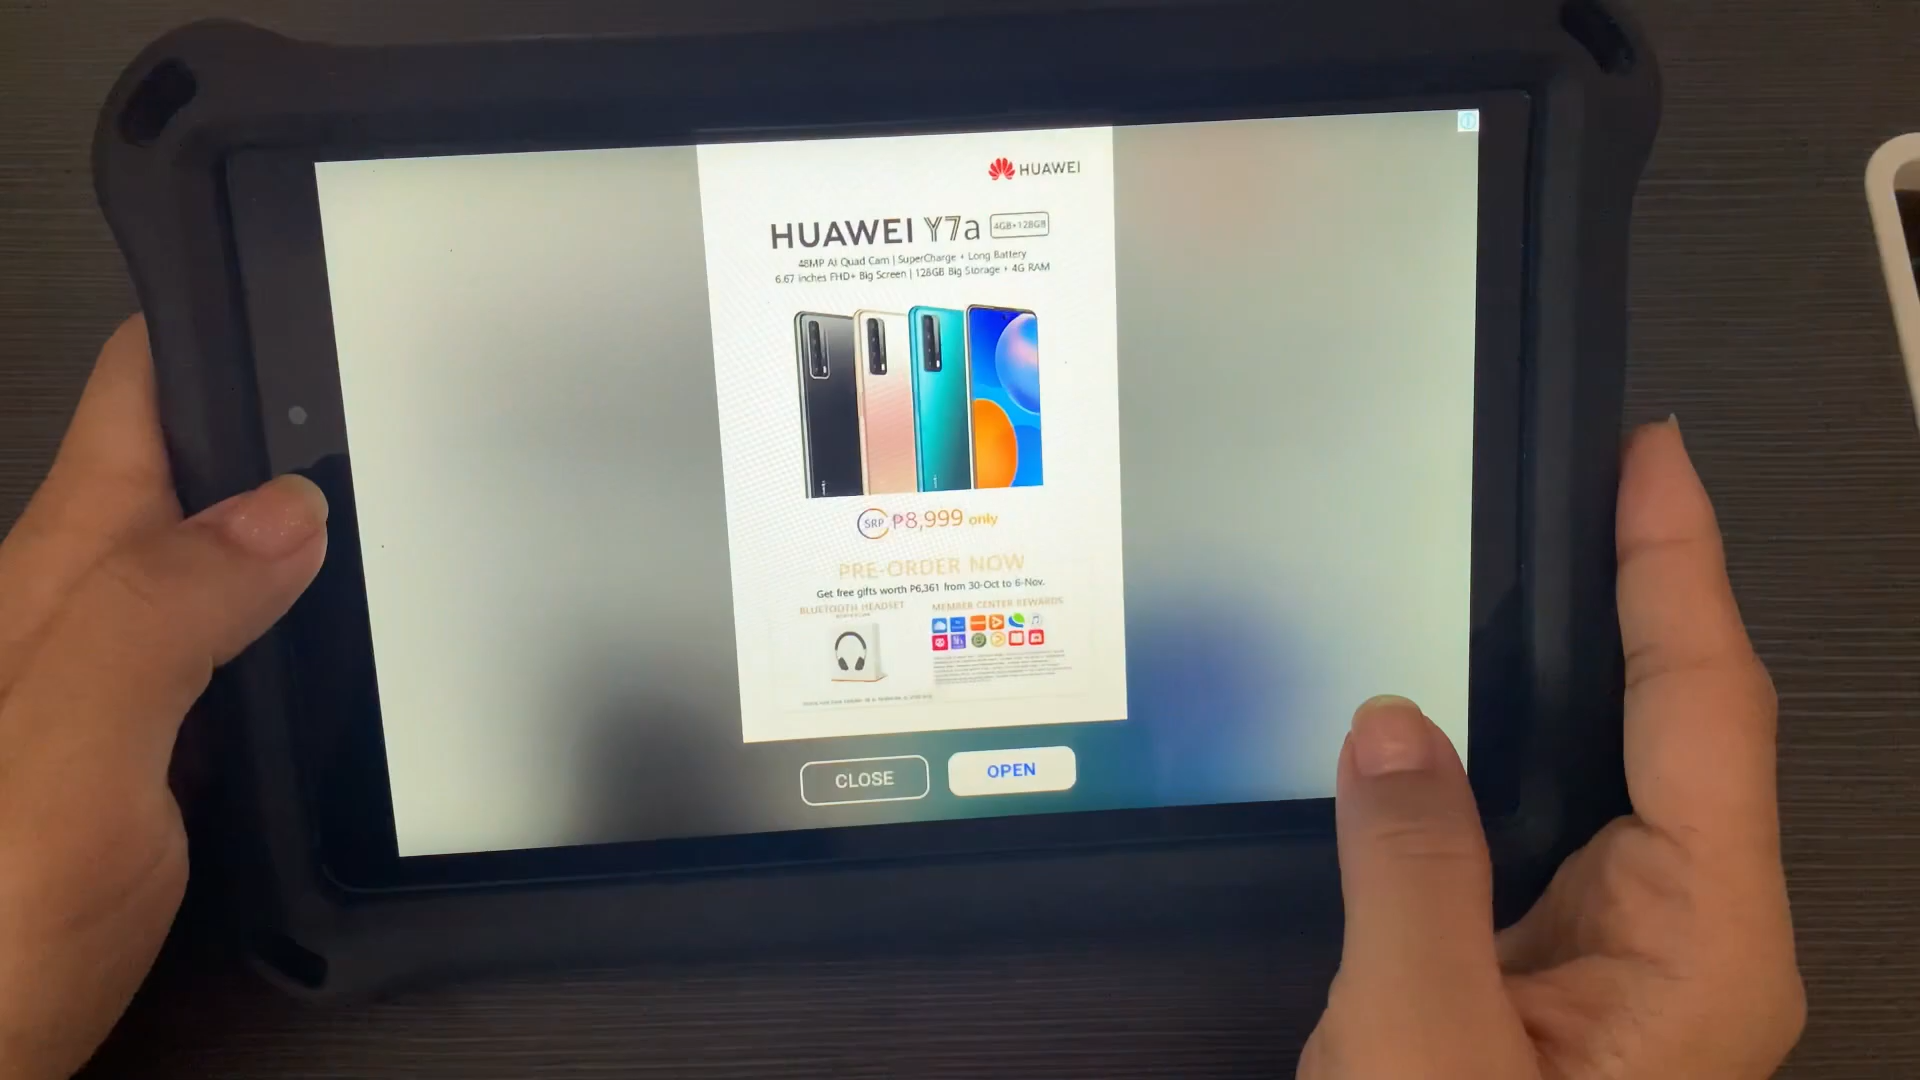 HUAWEI
HUAWEI Y7a 4GB+128GB
48MP AI Quad Cam | SuperCharge + Long Battery
6.67 inches FHD+ Big Screen | 128GB Big Storage + 4G RAM
SRP ₱8,999 only
PRE-ORDER NOW
Get free gifts worth ₱6,361 from 30-Oct to 6-Nov.
BLUETOOTH HEADSET
MEMBER CENTER REWARDS
CLOSE
OPEN